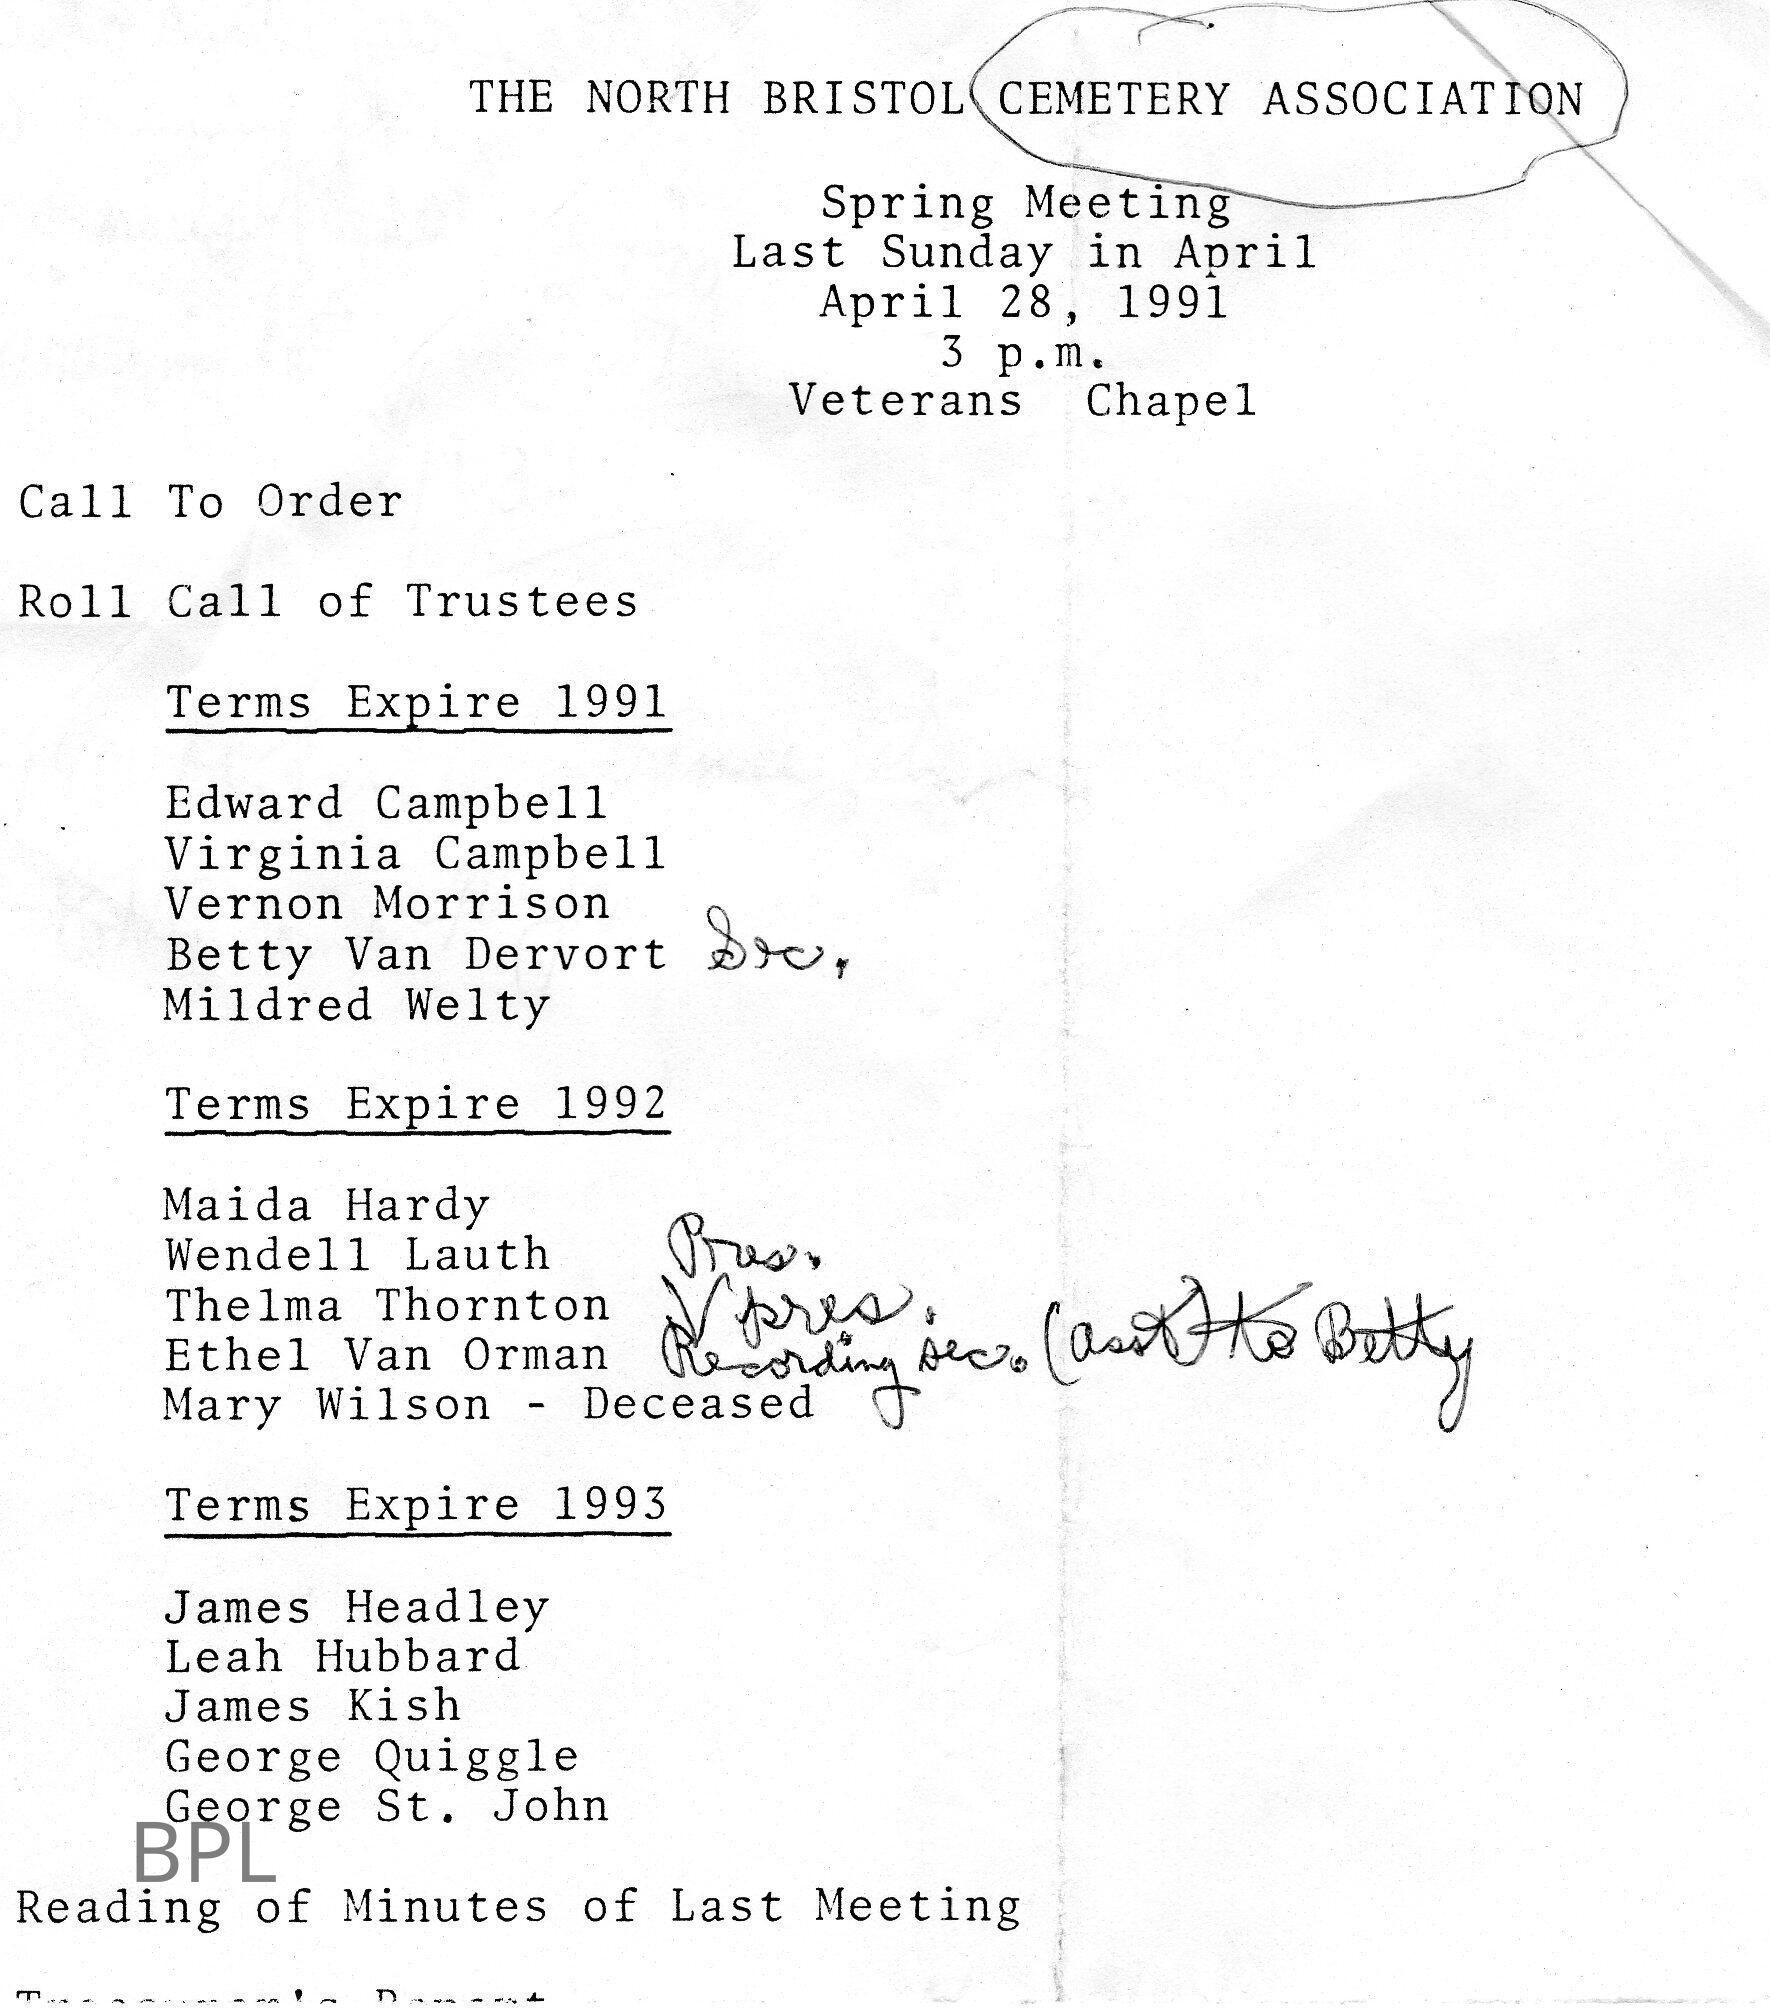 THE NORTH BRISTOL CEMETERY ASSOCIATION
Spring Meeting
Last Sunday in April
April 28, 1991
3 p.m.
Veterans Chapel
Call To Order
Roll Call of Trustees
Terms Expire 1991
Edward Campbell
Virginia Campbell
Vernon Morrison
Betty Van Dervort Sec.
Mildred Welty
Terms Expire 1992
Maida Hardy
Wendell Lauth Pres.
Thelma Thornton V pres.
Ethel Van Orman Recording sec. (asst) to Betty
Mary Wilson - Deceased
Terms Expire 1993
James Headley
Leah Hubbard
James Kish
George Quiggle
George St. John
BPL
Reading of Minutes of Last Meeting
Treasurer's Report